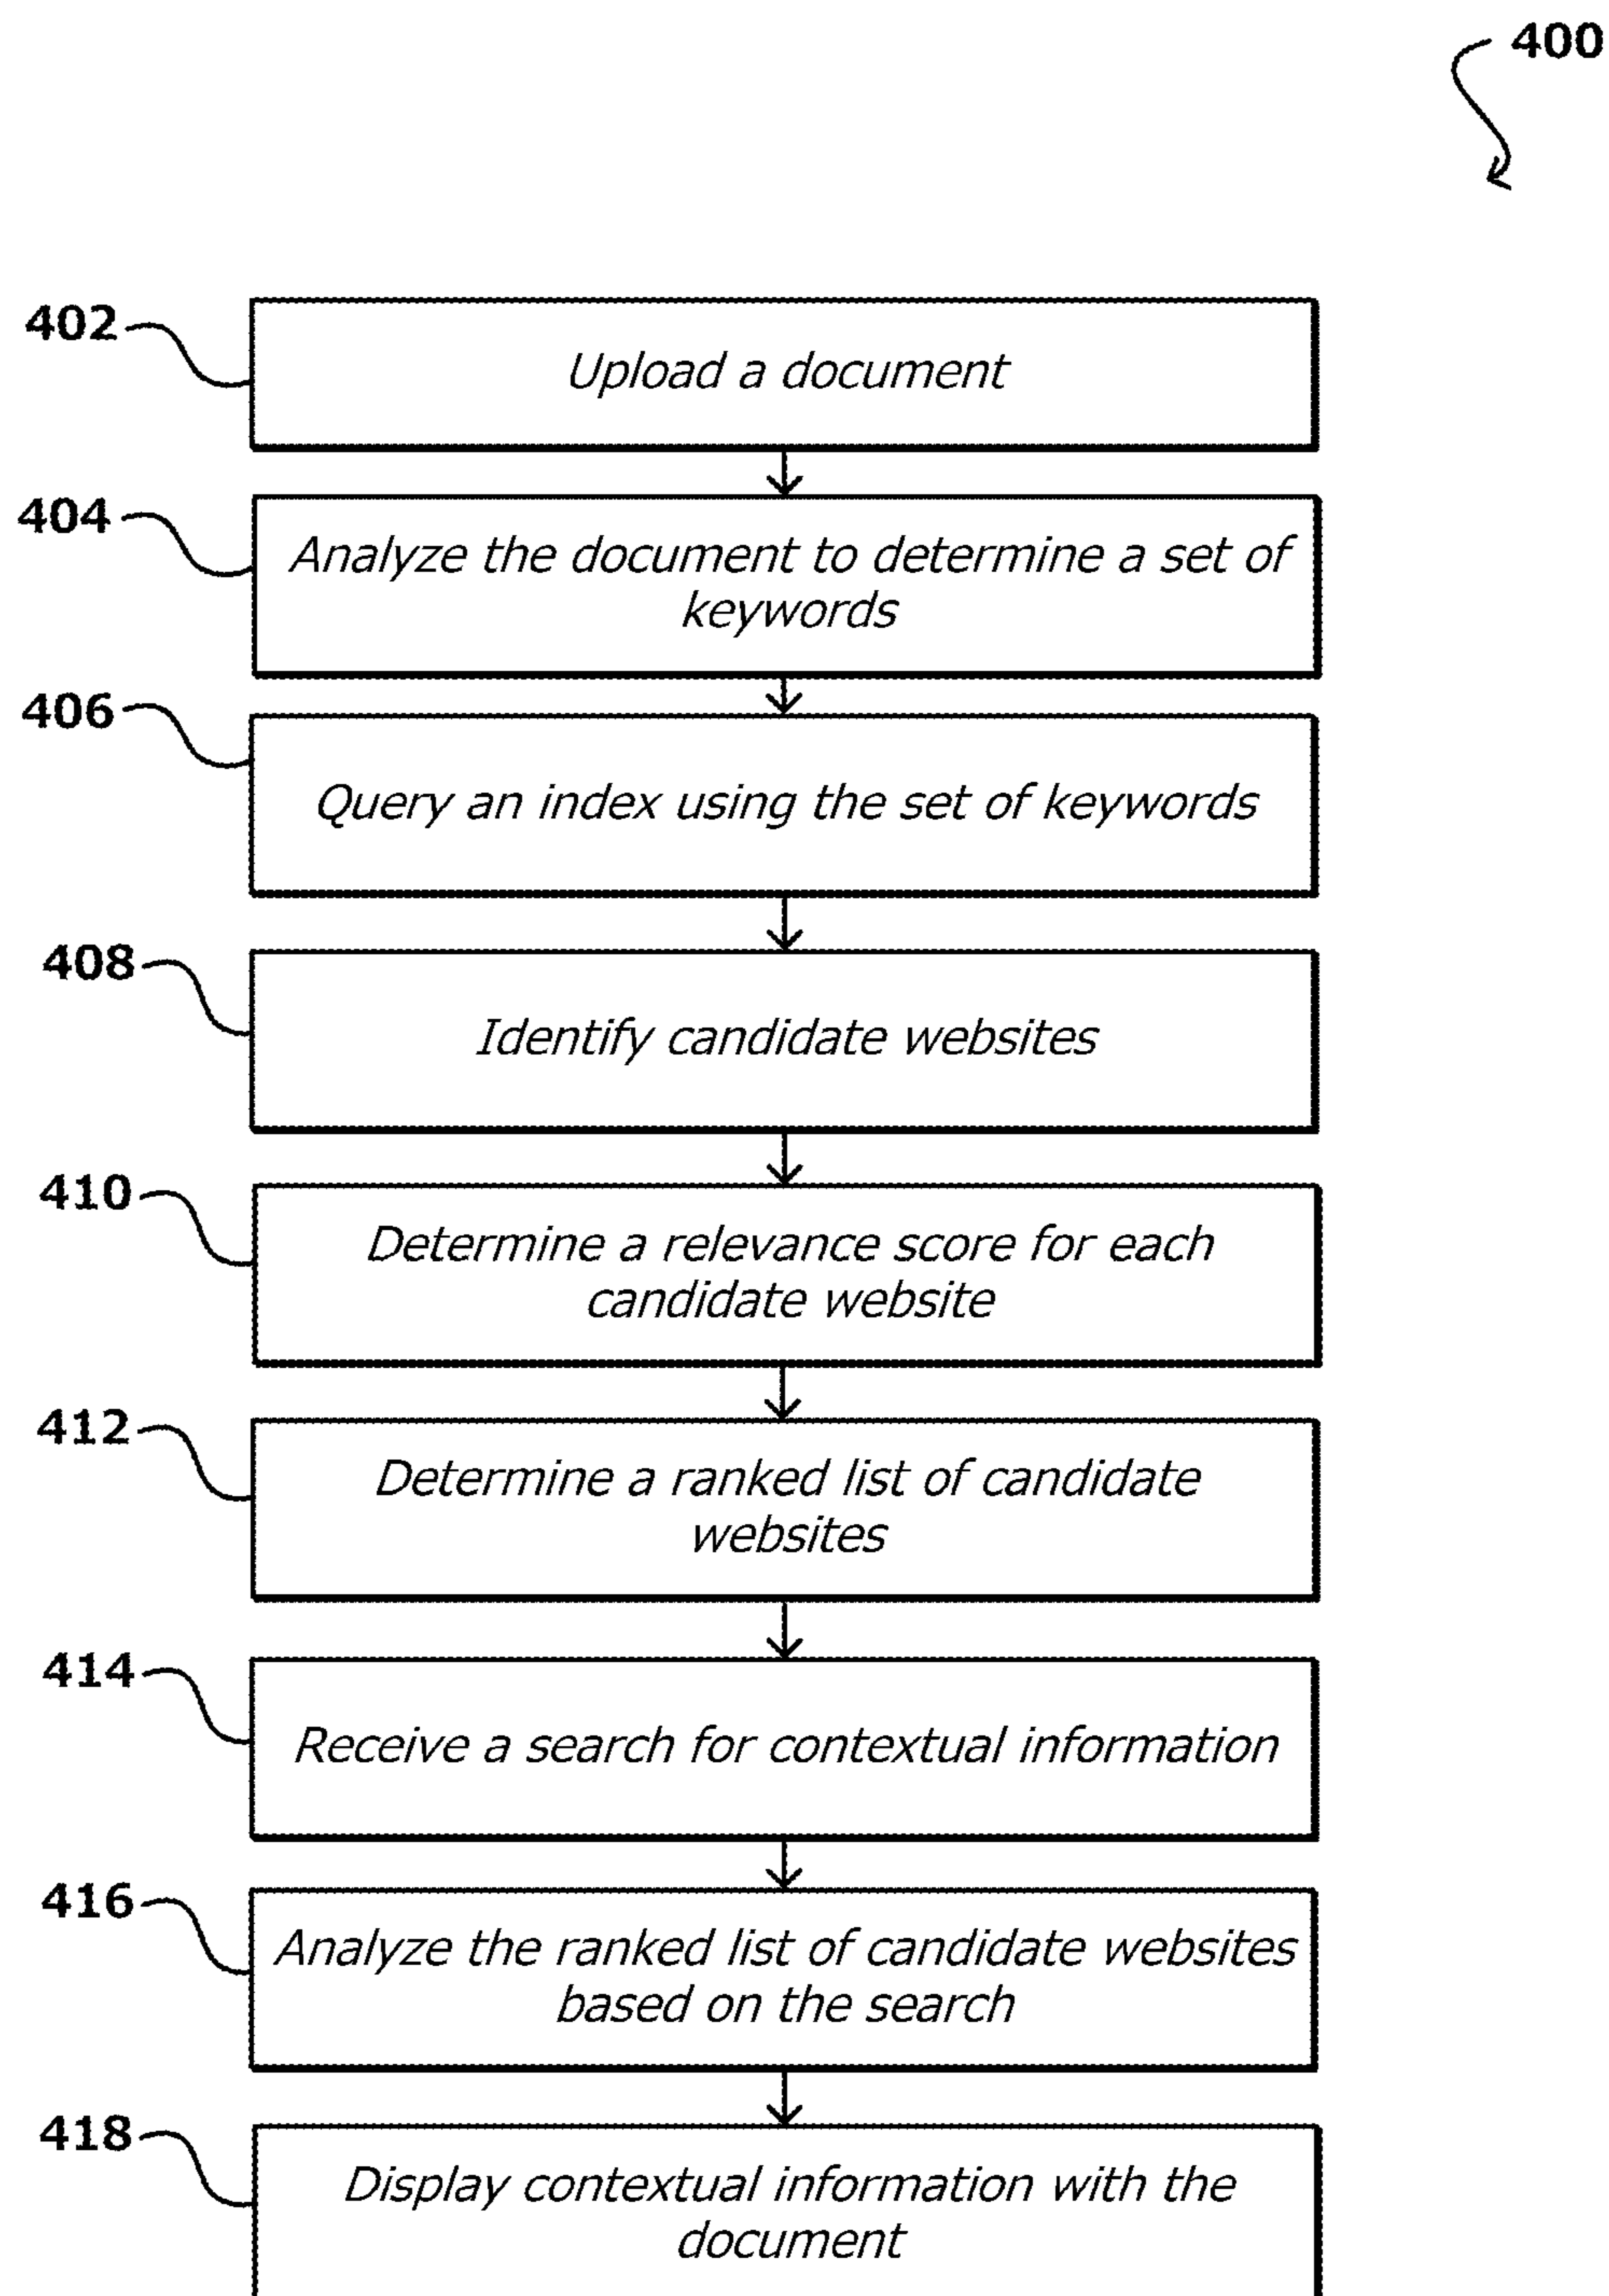 400
402
Upload a document
404
Analyze the document to determine a set of
keywords
406
Query an index using the set of keywords
408
Identify candidate websites
410
Determine a relevance score for each
candidate website
412
Determine a ranked list of candidate
websites
414
Receive a search for contextual information
416
Analyze the ranked list of candidate websites
based on the search
418
Display contextual information with the
document